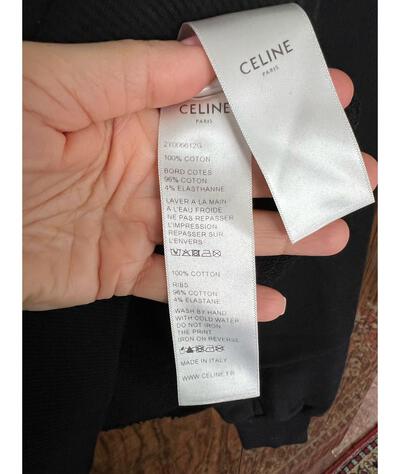 CELINE
PARIS
CELINE
PARIS
2Y006612G
100% COTON
BORD COTES
96% COTON
4% ELASTHANNE
LAVER A LA MAIN
A L'EAU FROIDE
NE PAS REPASSER
L'IMPRESSION
REPASSER SUR
L'ENVERS
100% COTTON
RIBS
96% COTTON
4% ELASTANE
WASH BY HAND
WITH COLD WATER
DO NOT IRON
THE PRINT
IRON ON REVERSE
MADE IN ITALY
WWW.CELINE.FR